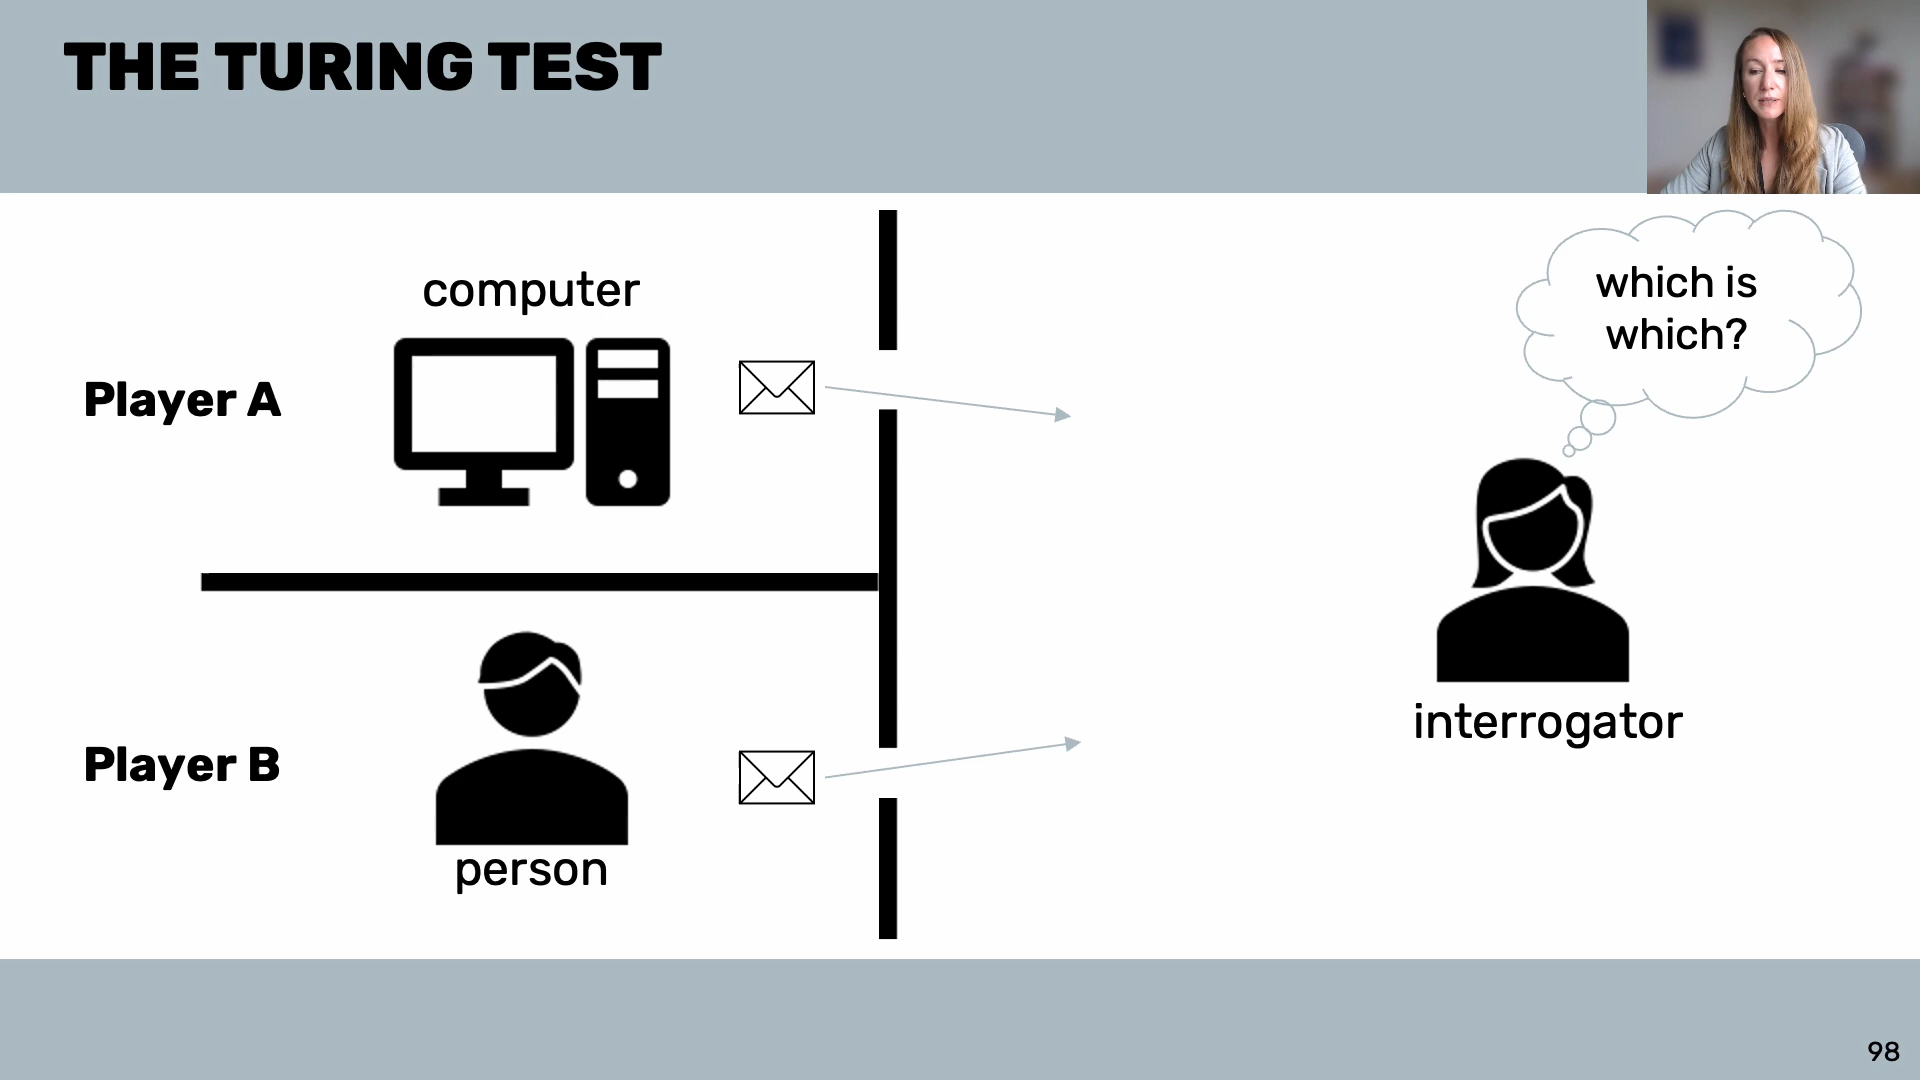 THE TURING TEST
computer
Player A
which is
which?
interrogator
Player B
person
98